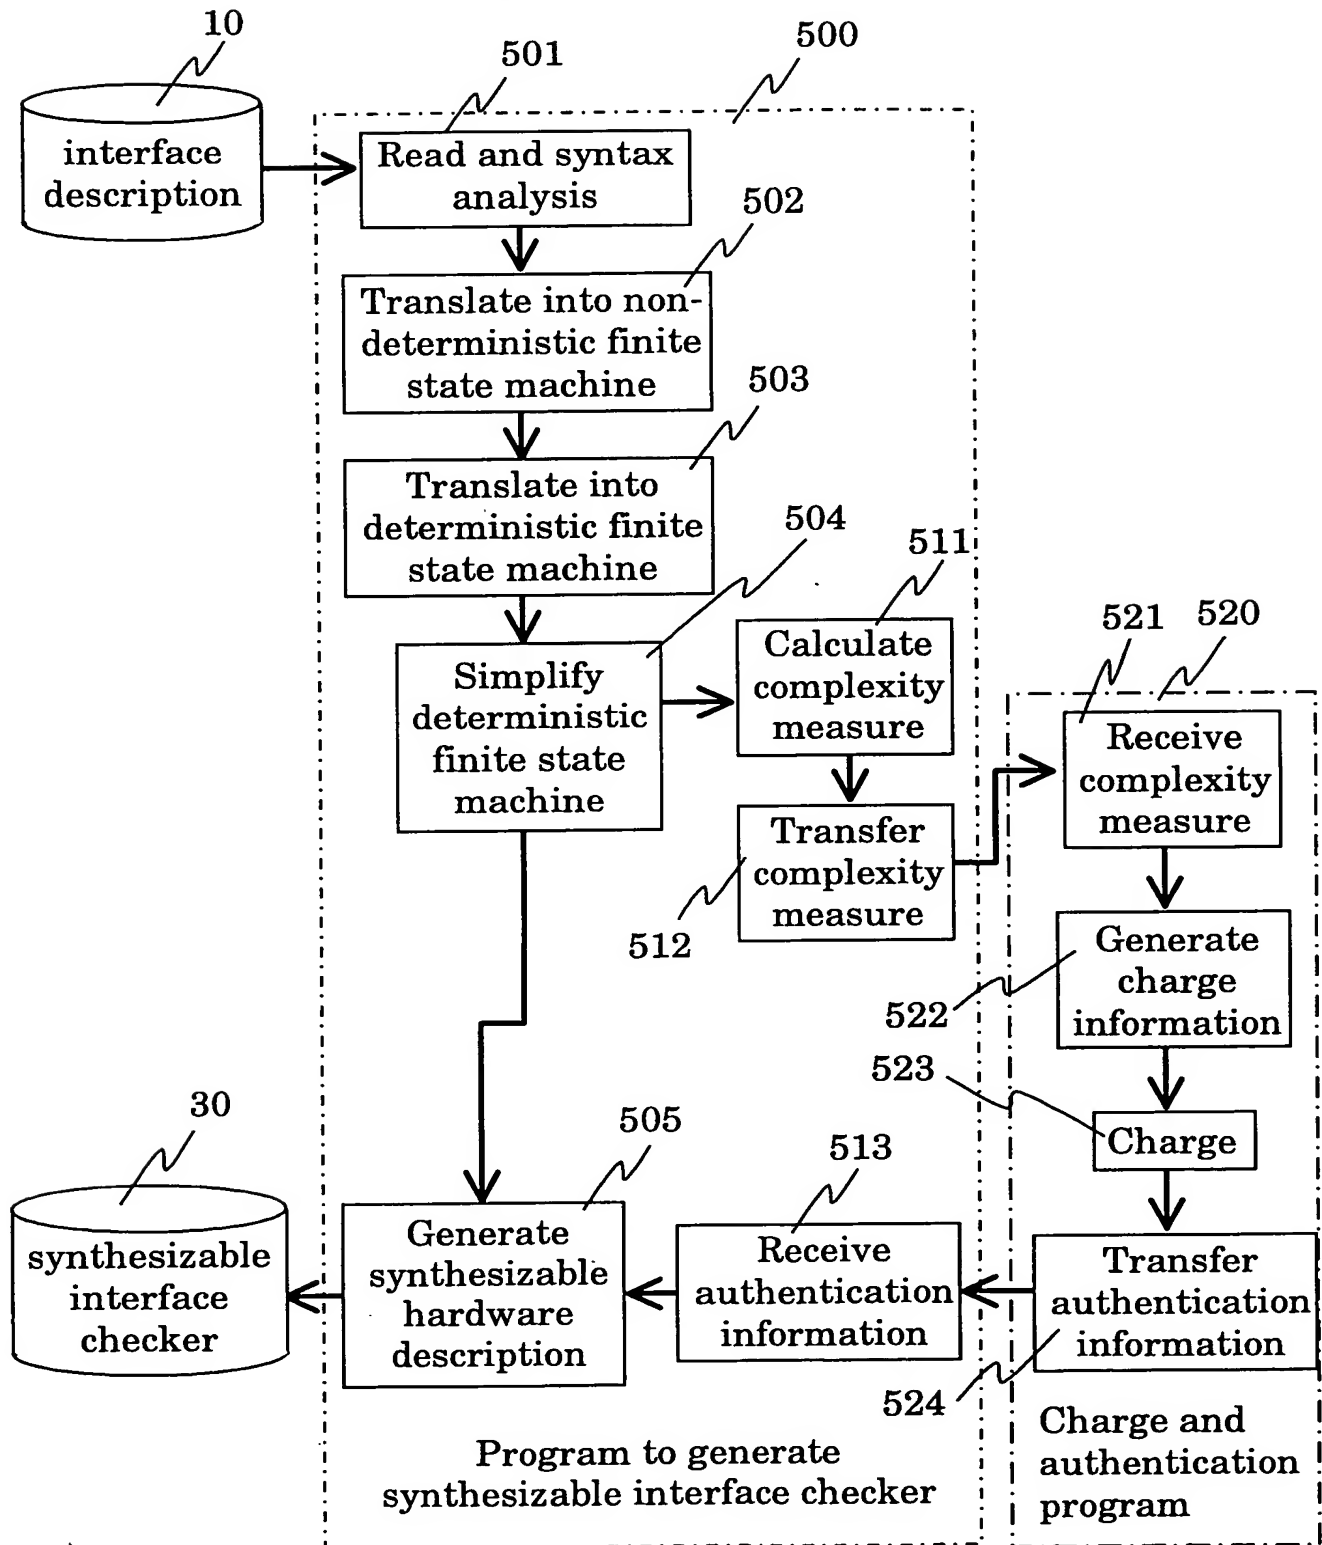 10
501
500
interface
description
Read and syntax
analysis
502
Translate into non-
deterministic finite
state machine
503
Translate into
deterministic finite
state machine
504
511
Simplify
deterministic
finite state
machine
Calculate
complexity
measure
521
520
Receive
complexity
measure
Transfer
complexity
measure
512
Generate
charge
information
522
523
Charge
30
505
513
synthesizable
interface
checker
Generate
synthesizable
hardware
description
Receive
authentication
information
Transfer
authentication
information
524
Program to generate
synthesizable interface checker
Charge and
authentication
program